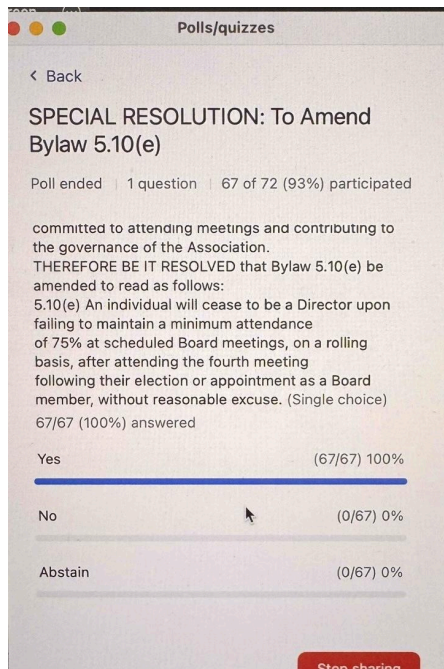 Polls/quizzes
< Back
SPECIAL RESOLUTION: To Amend
Bylaw 5.10(e)
Poll ended | 1 question | 67 of 72 (93%) participated
committed to attending meetings and contributing to
the governance of the Association.
THEREFORE BE IT RESOLVED that Bylaw 5.10(e) be
amended to read as follows:
5.10(e) An individual will cease to be a Director upon
failing to maintain a minimum attendance
of 75% at scheduled Board meetings, on a rolling
basis, after attending the fourth meeting
following their election or appointment as a Board
member, without reasonable excuse. (Single choice)
67/67 (100%) answered
Yes (67/67) 100%
No (0/67) 0%
Abstain (0/67) 0%
Stop sharing